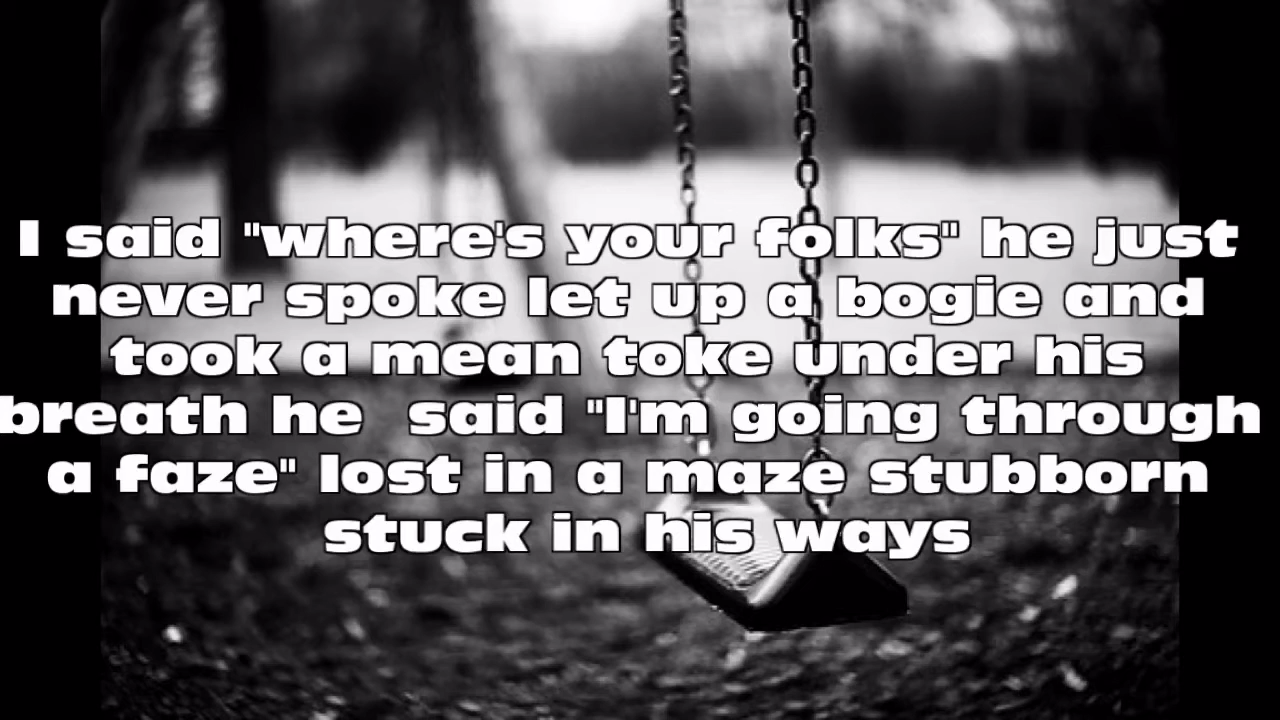 I said "where's your folks" he just
never spoke let up a bogie and
took a mean toke under his
breath he  said "I'm going through
a faze" lost in a maze stubborn
stuck in his ways